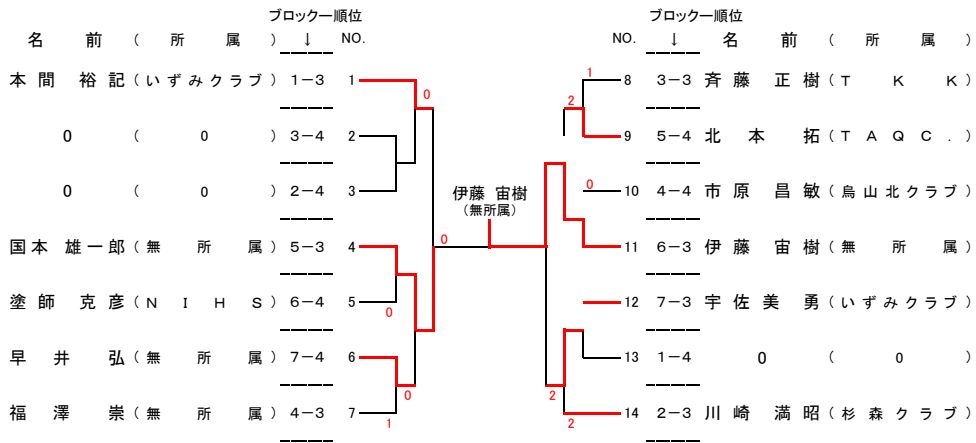 ブロック一順位 ブロック一順位
名 前 ( 所 属 ) ↓ NO. NO. ↓ 名 前 ( 所 属 )
本間 裕記 (いずみクラブ) 1-3 1 1 8 3-3 斉藤 正樹 (T K K)
0 2
0 ( 0 ) 3-4 2 9 5-4 北本 拓 (TAQC.)
0 ( 0 ) 2-4 3 伊藤 宙樹 0 10 4-4 市原 昌敏 (烏山北クラブ)
(無所属)
国本 雄一郎 (無所属) 5-3 4 0 11 6-3 伊藤 宙樹 (無所属)
塗師 克彦 (NIHS) 6-4 5 12 7-3 宇佐美 勇 (いずみクラブ)
0
早井 弘 (無所属) 7-4 6 13 1-4 0 ( 0 )
0 2
福澤 崇 (無所属) 4-3 7 14 2-3 川崎 満昭 (杉森クラブ)
1 2